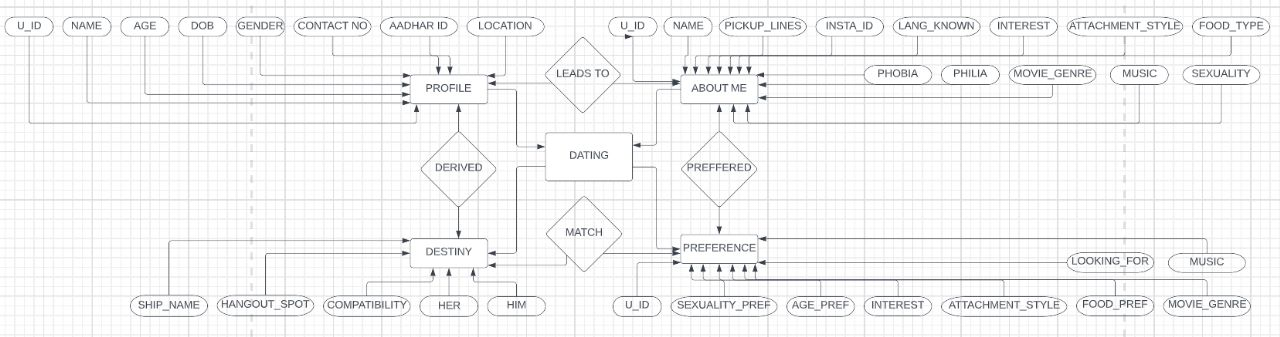 U_ID
NAME
AGE
DOB
GENDER
CONTACT NO
AADHAR ID
LOCATION
U_ID
NAME
PICKUP_LINES
INSTA_ID
LANG_KNOWN
INTEREST
ATTACHMENT_STYLE
FOOD_TYPE
PROFILE
LEADS TO
ABOUT ME
PHOBIA
PHILIA
MOVIE_GENRE
MUSIC
SEXUALITY
DERIVED
DATING
PREFFERED
DESTINY
MATCH
PREFERENCE
LOOKING_FOR
MUSIC
SHIP_NAME
HANGOUT_SPOT
COMPATIBILITY
HER
HIM
U_ID
SEXUALITY_PREF
AGE_PREF
INTEREST
ATTACHMENT_STYLE
FOOD_PREF
MOVIE_GENRE